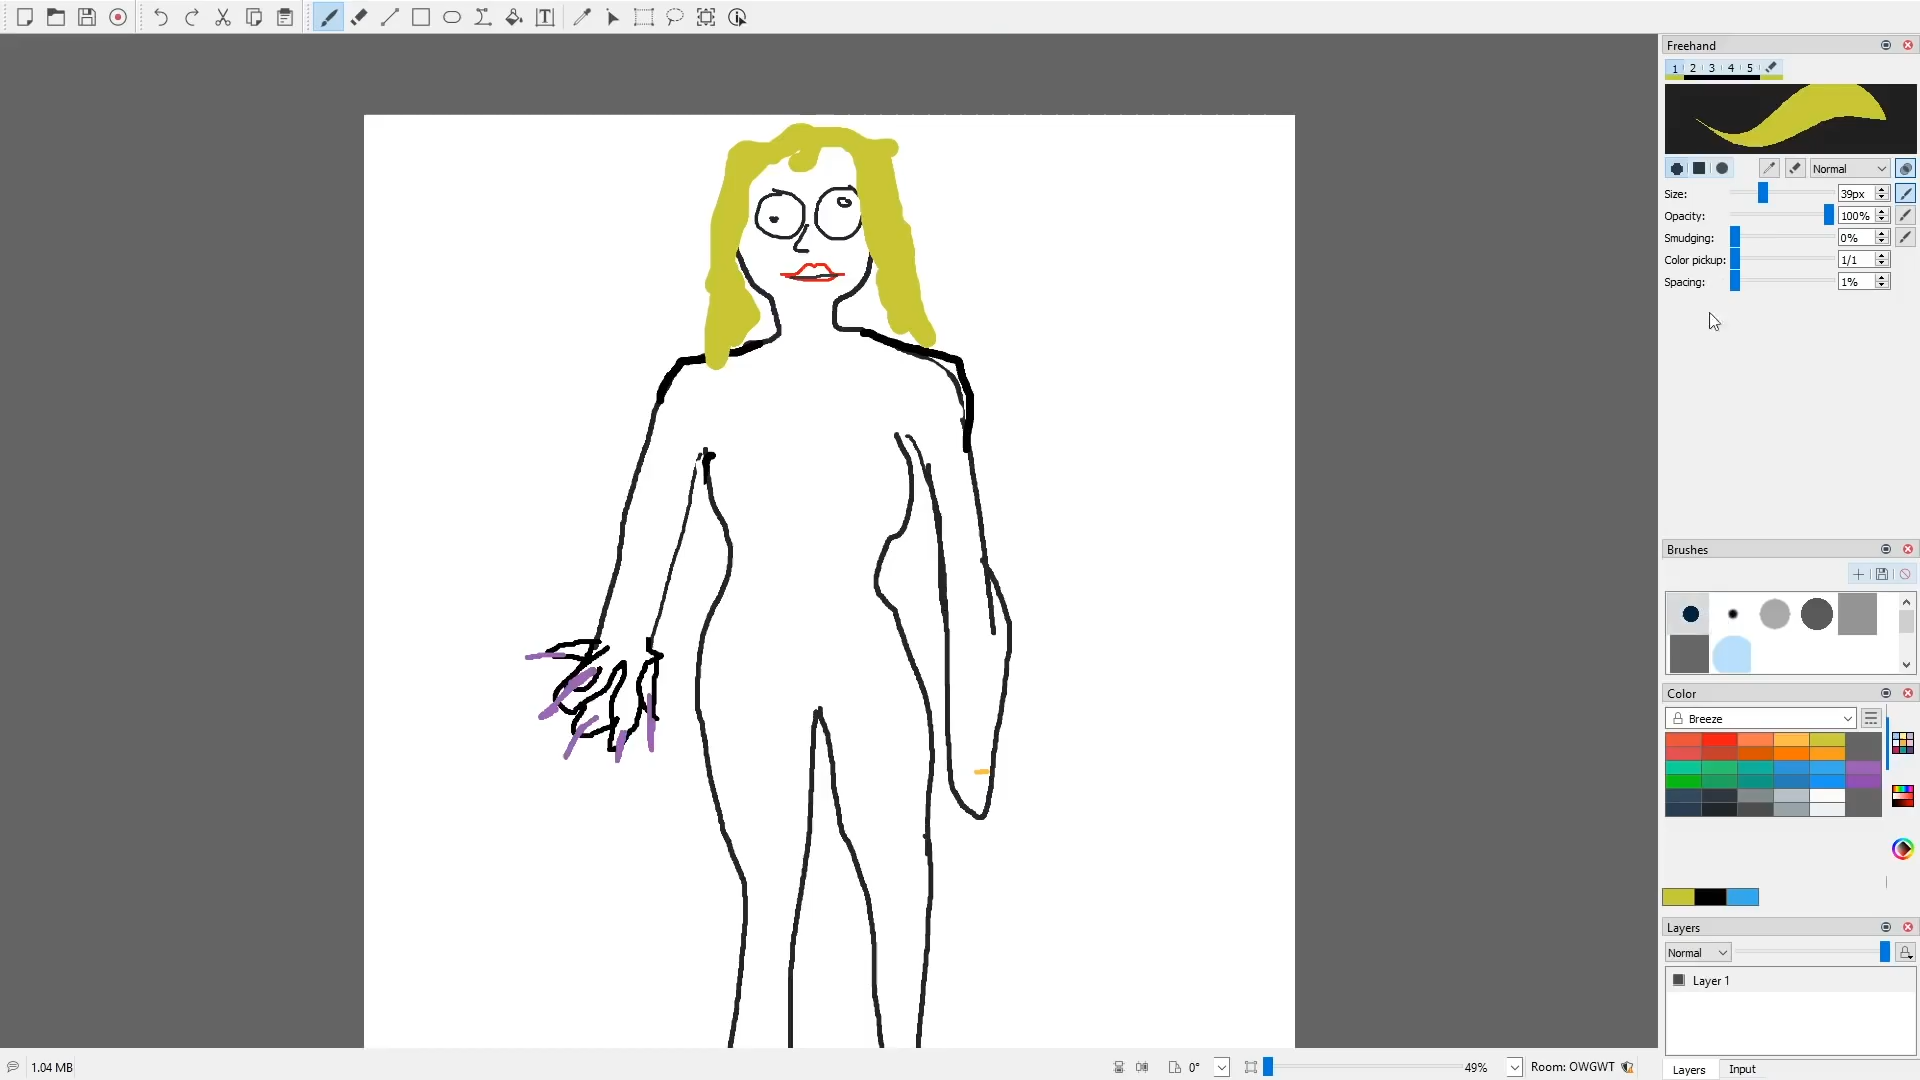 T
Freehand
1 2 3 4 5
Normal
Size: 39px
Opacity: 100%
Smudging: 0%
Color pickup: 1/1
Spacing: 1%
Brushes
Color
Breeze
Layers
Normal
Layer 1
1.04 MB
0°
49%
Room: OWGWT
Layers Input